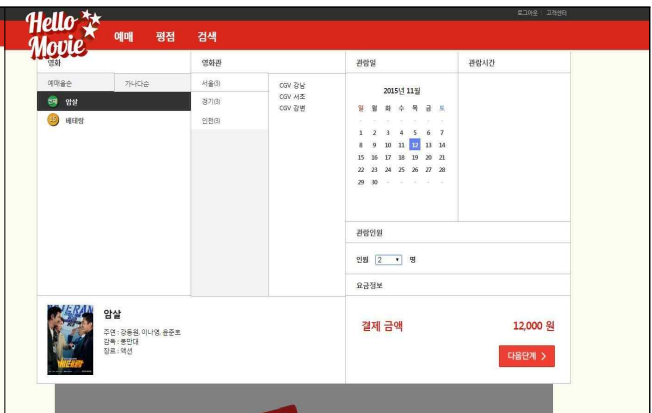 로그아웃 | 고객센터
Hello Movie
예매 평점 검색
영화 영화관 관람일 관람시간
예매율순 가나다순
전체 암살
15 베테랑
서울(3)
경기(3)
인천(3)
CGV 강남
CGV 서초
CGV 강변
2015년 11월
일 월 화 수 목 금 토
1 2 3 4 5 6 7
8 9 10 11 12 13 14
15 16 17 18 19 20 21
22 23 24 25 26 27 28
29 30
관람인원
인원 2 명
요금정보
암살
주연 : 강동원, 이나영, 윤준호
감독 : 봉만대
장르 : 액션
결제 금액 12,000 원
다음단계 >